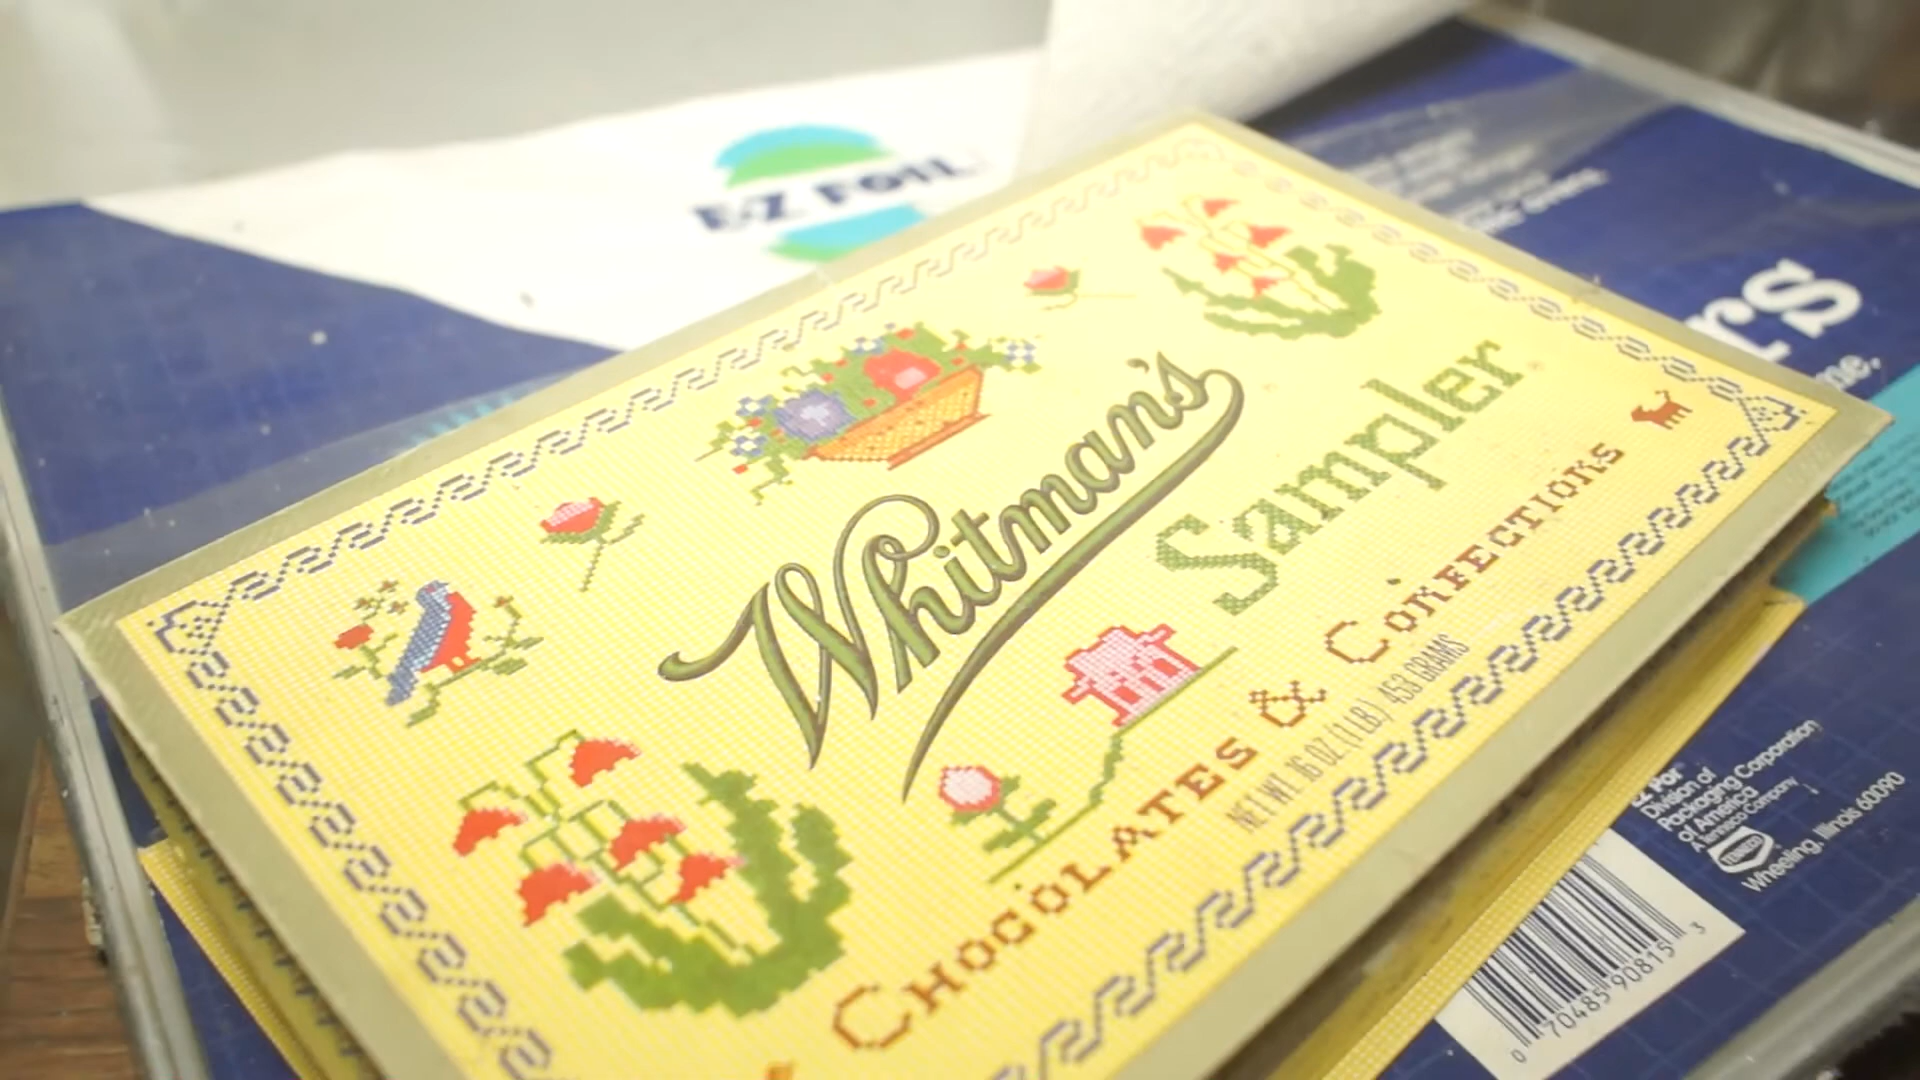 E-Z FOIL
rs
me.
Whitman's
Sampler
CHOCOLATES & CONFECTIONS
NET WT. 16 OZ (1 LB.) 453 GRAMS
EZ Por
Division of
Packaging Corporation
of America
A Tenneco Company
TENNECO
Wheeling, Illinois 60090
0 70485 90815 3